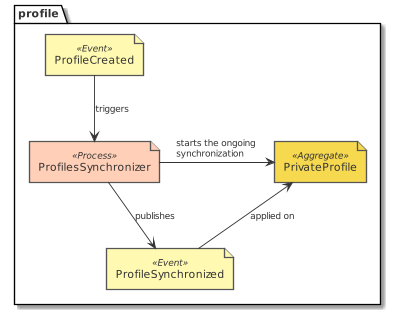 profile
«Event»
ProfileCreated
triggers
«Process»
ProfilesSynchronizer
starts the ongoing
synchronization
«Aggregate»
PrivateProfile
publishes
applied on
«Event»
ProfileSynchronized